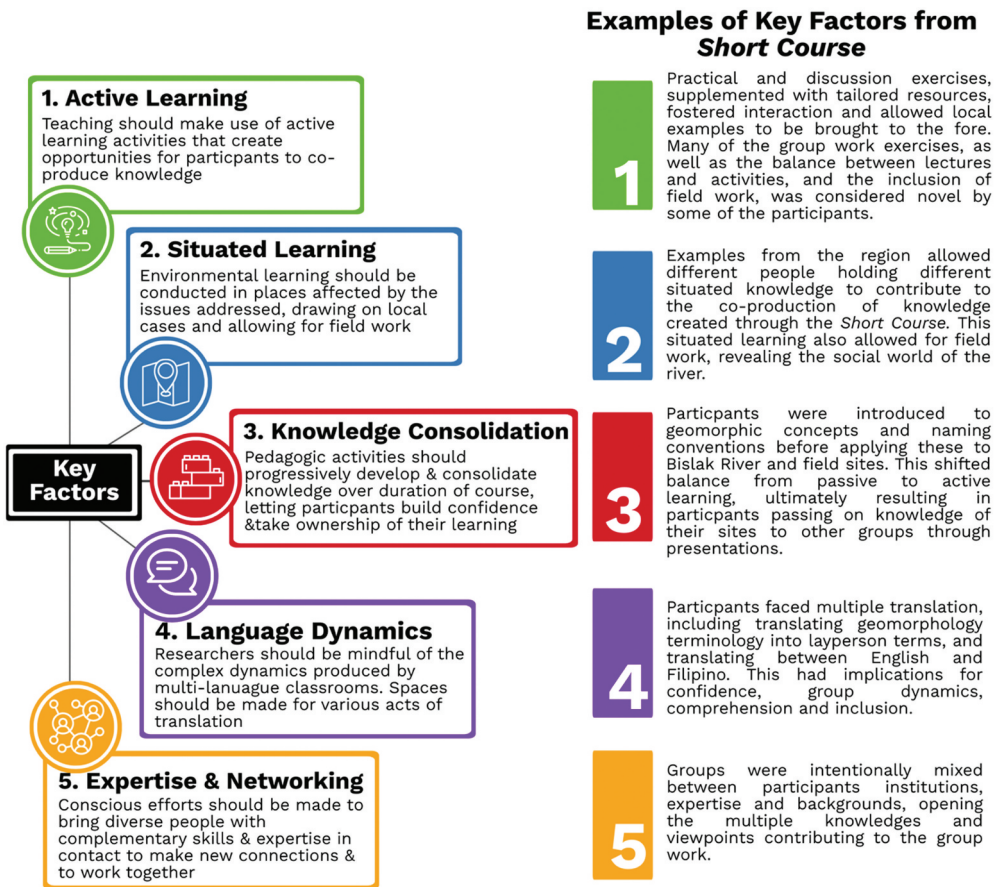 Examples of Key Factors from
Short Course
1. Active Learning
Teaching should make use of active
learning activities that create
opportunities for particpants to co-
produce knowledge
2. Situated Learning
Environmental learning should be
conducted in places affected by the
issues addressed, drawing on local
cases and allowing for field work
Key
Factors
3. Knowledge Consolidation
Pedagogic activities should
progressively develop & consolidate
knowledge over duration of course,
letting particpants build confidence
&take ownership of their learning
4. Language Dynamics
Researchers should be mindful of the
complex dynamics produced by
multi-lanuague classrooms. Spaces
should be made for various acts of
translation
5. Expertise & Networking
Conscious efforts should be made to
bring diverse people with
complementary skills & expertise in
contact to make new connections &
to work together
1
Practical and discussion exercises,
supplemented with tailored resources,
fostered interaction and allowed local
examples to be brought to the fore.
Many of the group work exercises, as
well as the balance between lectures
and activities, and the inclusion of
field work, was considered novel by
some of the participants.
2
Examples from the region allowed
different people holding different
situated knowledge to contribute to
the co-production of knowledge
created through the Short Course. This
situated learning also allowed for field
work, revealing the social world of the
river.
3
Particpants were introduced to
geomorphic concepts and naming
conventions before applying these to
Bislak River and field sites. This shifted
balance from passive to active
learning, ultimately resulting in
particpants passing on knowledge of
their sites to other groups through
presentations.
4
Particpants faced multiple translation,
including translating geomorphology
terminology into layperson terms, and
translating between English and
Filipino. This had implications for
confidence, group dynamics,
comprehension and inclusion.
5
Groups were intentionally mixed
between participants institutions,
expertise and backgrounds, opening
the multiple knowledges and
viewpoints contributing to the group
work.